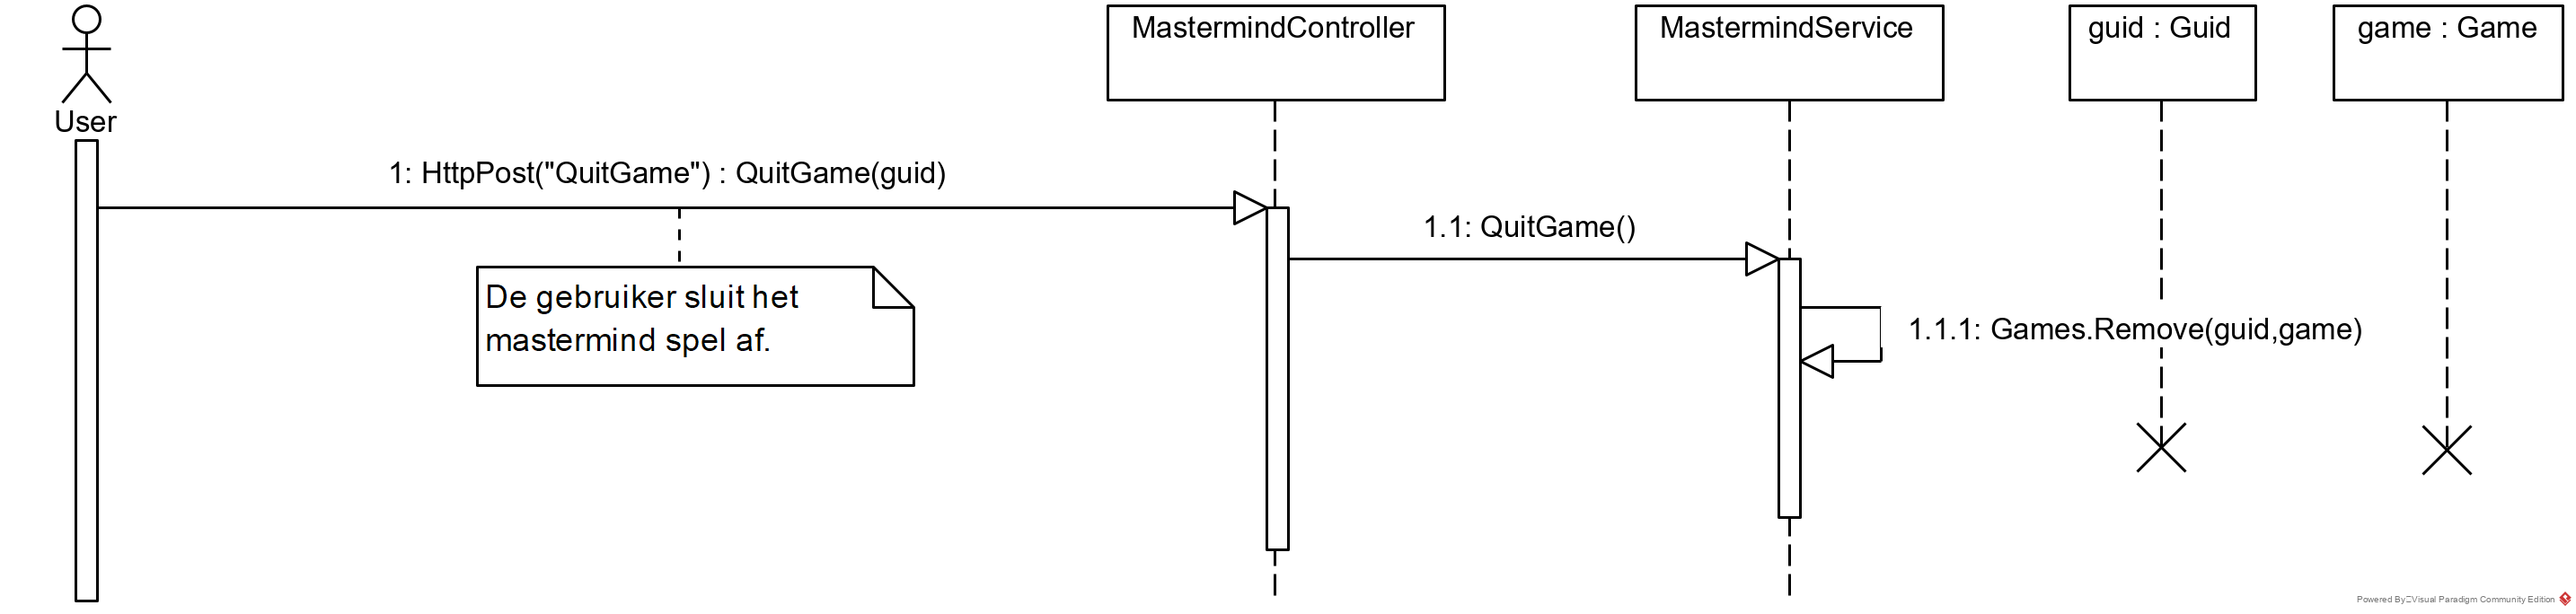 User
MastermindController
MastermindService
guid : Guid
game : Game
1: HttpPost("QuitGame") : QuitGame(guid)
1.1: QuitGame()
De gebruiker sluit het
mastermind spel af.
1.1.1: Games.Remove(guid,game)
Powered By Visual Paradigm Community Edition